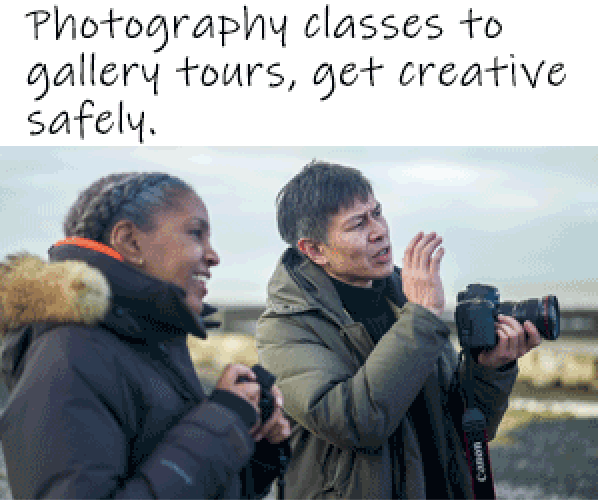 Photography classes to
gallery tours, get creative
safely.
Canon